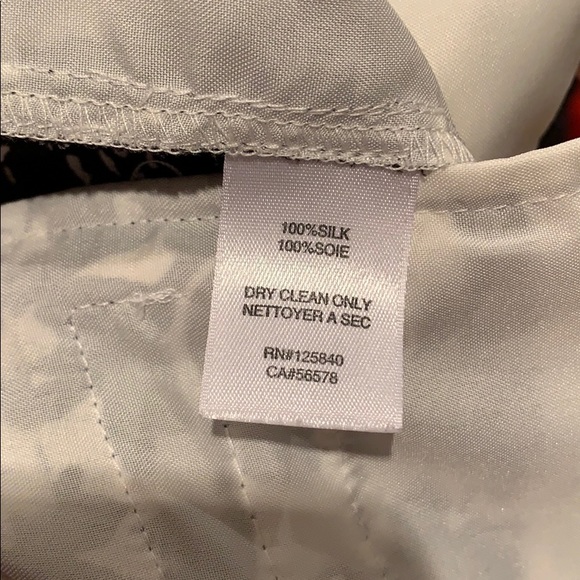 100%SILK
100%SOIE
DRY CLEAN ONLY
NETTOYER A SEC
RN#125840
CA#56578